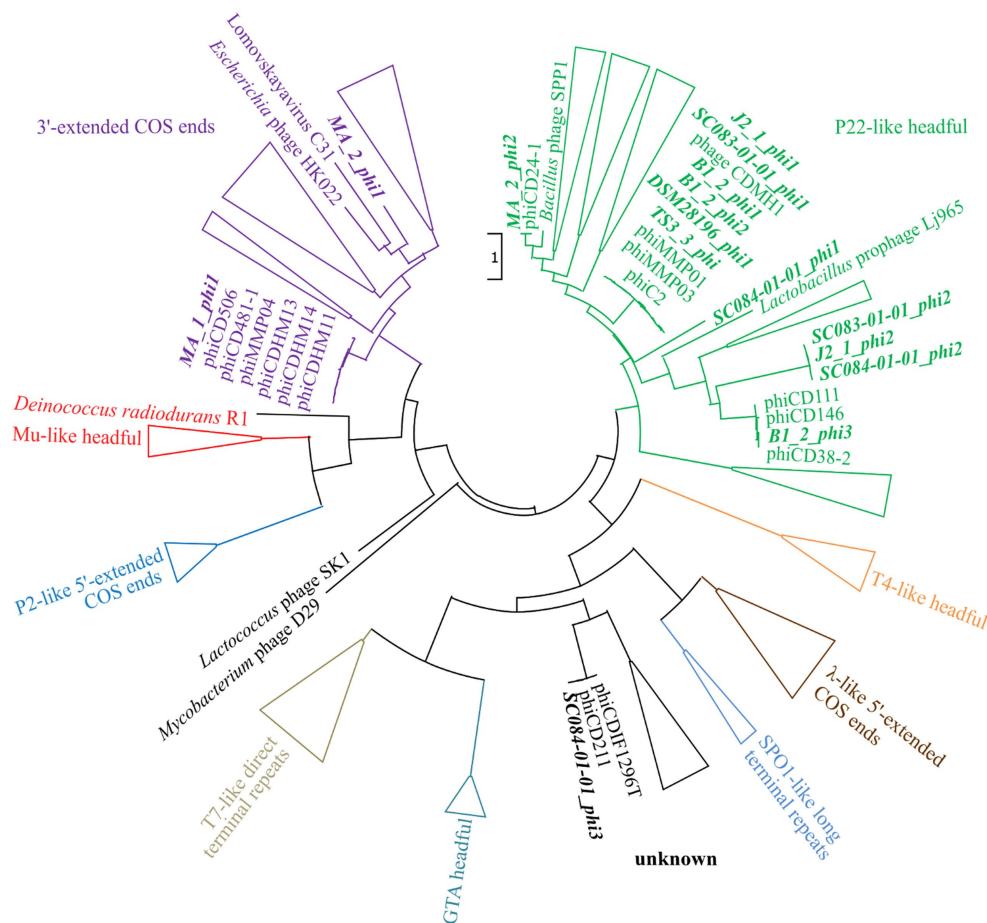 3'-extended COS ends
Lomovskayavirus C31
Escherichia phage HK022
MA_2_phi1
MA_1_phi1
phiCD506
phiCD481-1
phiMMP04
phiCDHM13
phiCDHM14
phiCDHM11
P22-like headful
MA_2_phi2
phiCD24-1
Bacillus phage SPP1
J2_1_phi1
SC083-01-01_phi1
phage CDMH1
B1_2_phi1
B1_2_phi2
DSM28196_phi1
TS3_3_phi
phiMMP01
phiMMP03
phiC2
SC084-01-01_phi1
Lactobacillus prophage Lj965
SC083-01-01_phi2
J2_1_phi2
SC084-01-01_phi2
phiCD111
phiCD146
B1_2_phi3
phiCD38-2
1
Deinococcus radiodurans R1
Mu-like headful
P2-like 5'-extended
COS ends
Lactococcus phage SK1
Mycobacterium phage D29
T7-like direct
terminal repeats
GTA headful
phiCDIF1296T
phiCD211
SC084-01-01_phi3
unknown
SPO1-like long
terminal repeats
λ-like 5'-extended
COS ends
T4-like headful